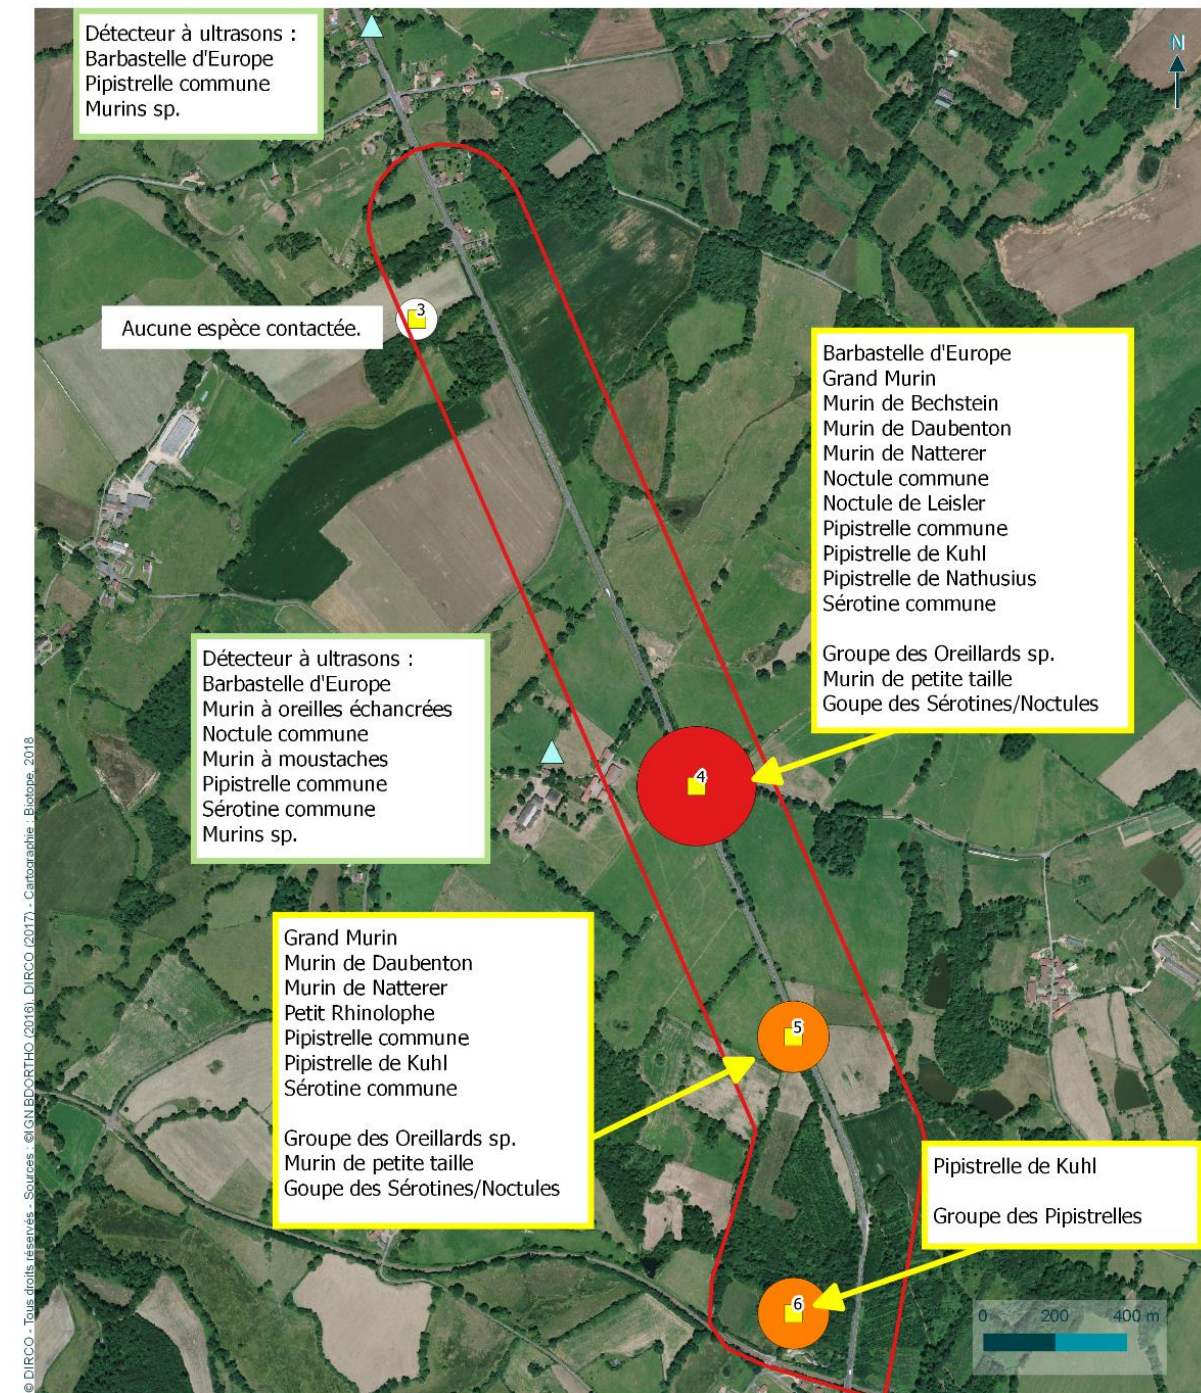 Détecteur à ultrasons :
Barbastelle d'Europe
Pipistrelle commune
Murins sp.
N
3
Aucune espèce contactée.
Barbastelle d'Europe
Grand Murin
Murin de Bechstein
Murin de Daubenton
Murin de Natterer
Noctule commune
Noctule de Leisler
Pipistrelle commune
Pipistrelle de Kuhl
Pipistrelle de Nathusius
Sérotine commune
Groupe des Oreillards sp.
Murin de petite taille
Goupe des Sérotines/Noctules
Détecteur à ultrasons :
Barbastelle d'Europe
Murin à oreilles échancrées
Noctule commune
Murin à moustaches
Pipistrelle commune
Sérotine commune
Murins sp.
4
Grand Murin
Murin de Daubenton
Murin de Natterer
Petit Rhinolophe
Pipistrelle commune
Pipistrelle de Kuhl
Sérotine commune
Groupe des Oreillards sp.
Murin de petite taille
Goupe des Sérotines/Noctules
5
Pipistrelle de Kuhl
Groupe des Pipistrelles
6
0 200 400 m
© DIRCO - Tous droits réservés - Sources : ©IGN BDORTHO (2016), DIRCO (2017) - Cartographie : Biotope, 2018